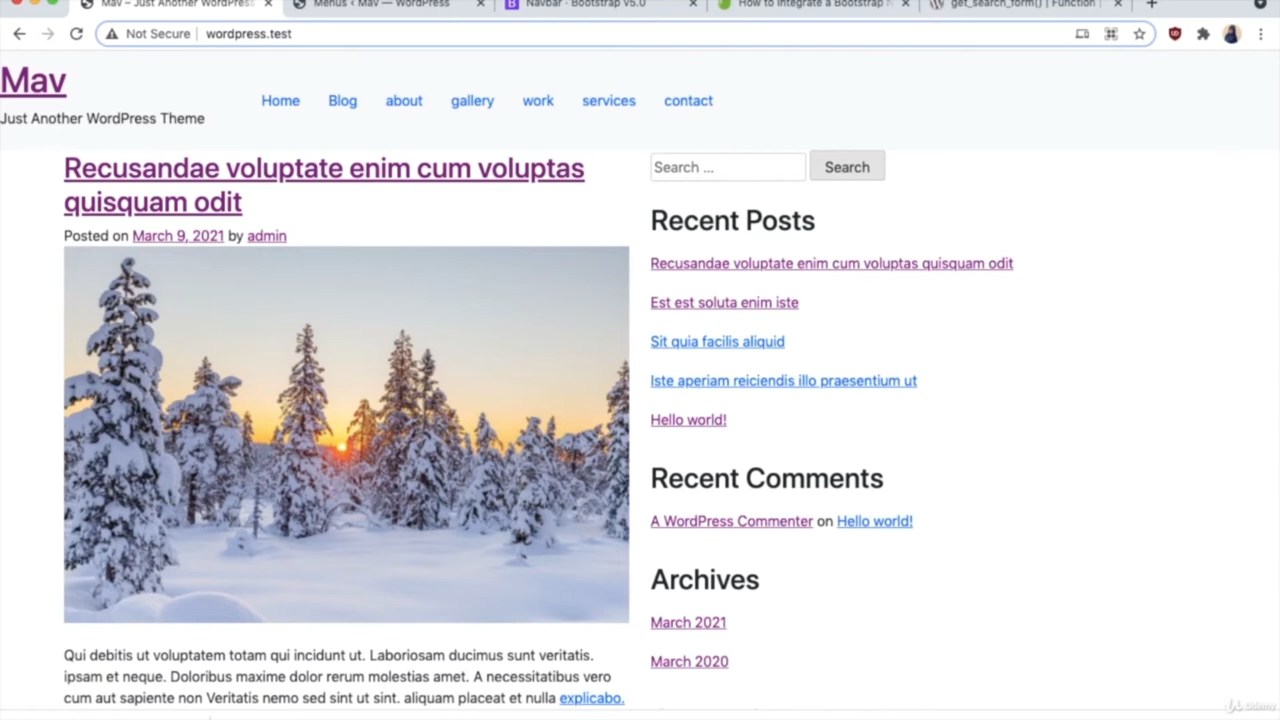 Mav – Just Another WordPress
Menus ‹ Mav — WordPress
Navbar · Bootstrap v5.0
How to Integrate a Bootstrap
get_search_form() | Function
Not Secure | wordpress.test
Mav
Just Another WordPress Theme
Home Blog about gallery work services contact
Recusandae voluptate enim cum voluptas
quisquam odit
Posted on March 9, 2021 by admin
Qui debitis ut voluptatem totam qui incidunt ut. Laboriosam ducimus sunt veritatis.
ipsam et neque. Doloribus maxime dolor rerum molestias amet. A necessitatibus vero
cum aut sapiente non Veritatis nemo sed sint ut sint. aliquam placeat et nulla explicabo.
Search ... Search
Recent Posts
Recusandae voluptate enim cum voluptas quisquam odit
Est est soluta enim iste
Sit quia facilis aliquid
Iste aperiam reiciendis illo praesentium ut
Hello world!
Recent Comments
A WordPress Commenter on Hello world!
Archives
March 2021
March 2020
Udemy